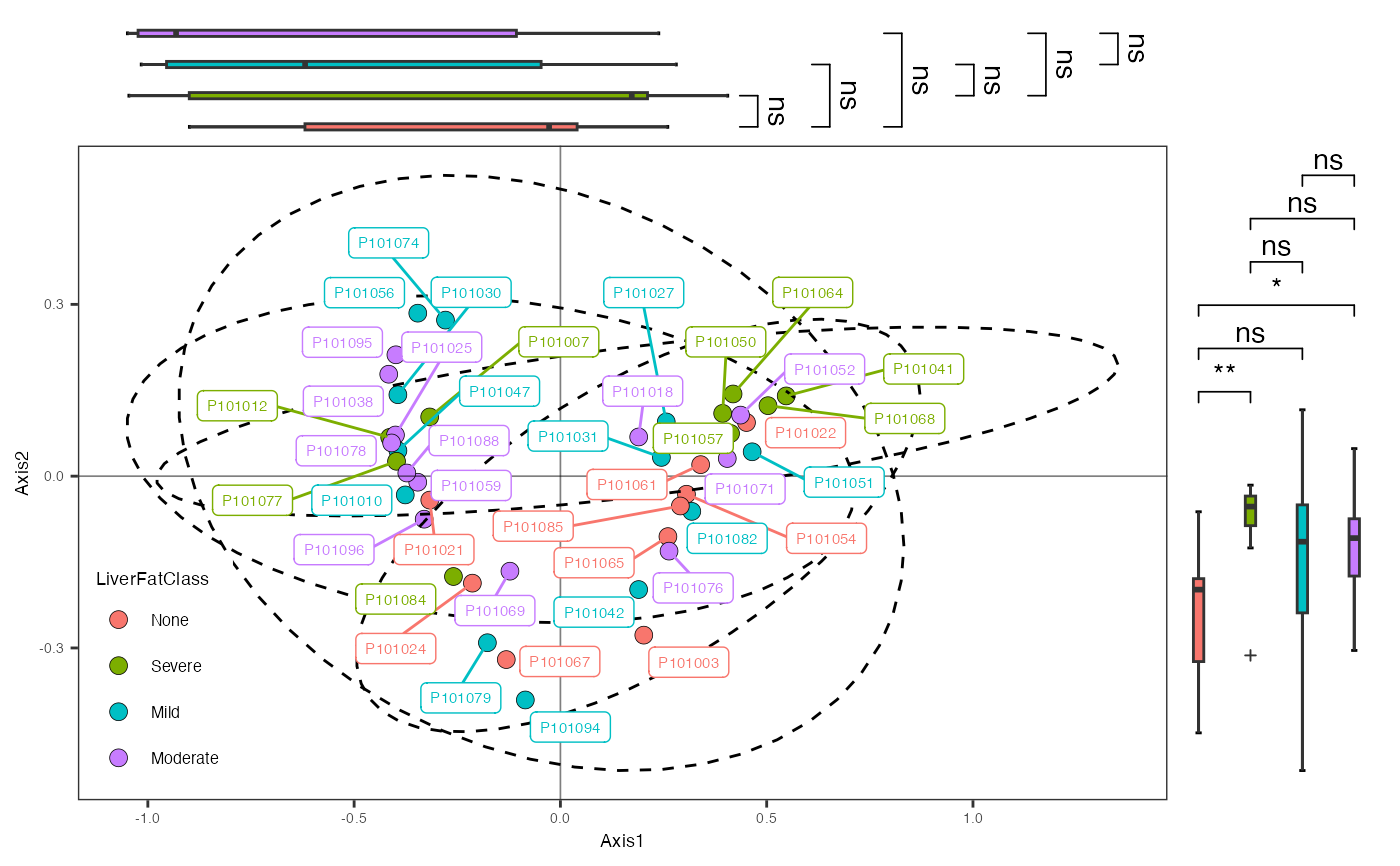 ns
ns
ns
ns
ns
ns
ns
ns
ns
*
ns
**
P101074
P101056
P101030
P101027
P101064
P101095
P101025
P101007
P101050
P101052
P101041
P101012
P101038
P101047
P101018
P101068
P101078
P101088
P101031
P101057
P101022
P101077
P101010
P101059
P101061
P101071
P101051
P101096
P101021
P101085
P101082
P101054
P101065
P101084
P101069
P101042
P101076
P101024
P101067
P101003
P101079
P101094
LiverFatClass
None
Severe
Mild
Moderate
Axis2
0.3
0.0
-0.3
-1.0
-0.5
0.0
0.5
1.0
Axis1